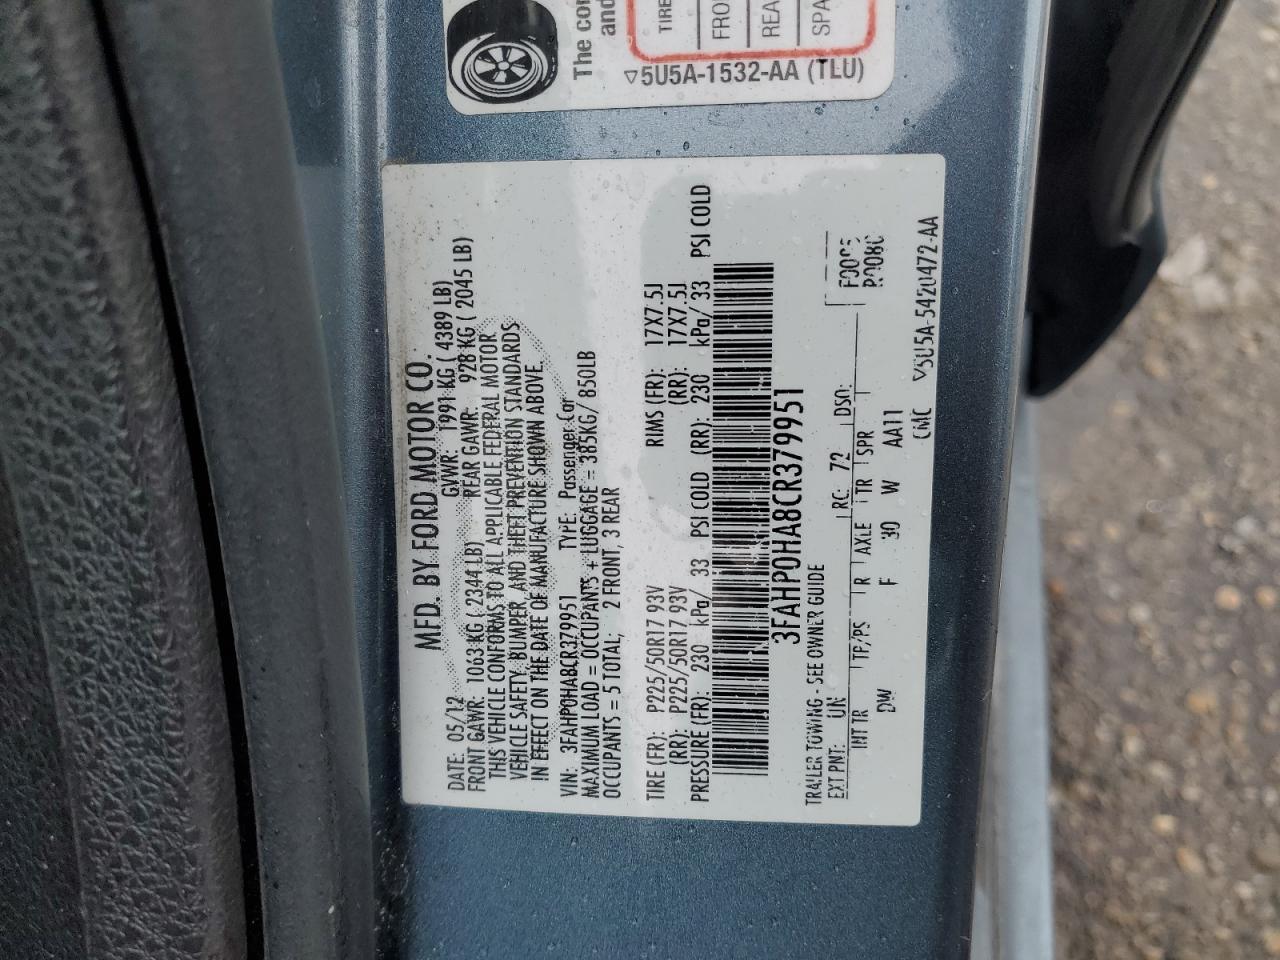 The con
and
TIRE
FRO
REA
SPA
▽5U5A-1532-AA (TLU)
MFD. BY FORD MOTOR CO.
DATE: 05/12 GVWR: 1991 KG ( 4389 LB)
FRONT GAWR: 1063 KG ( 2344 LB) REAR GAWR: 928 KG ( 2045 LB)
THIS VEHICLE CONFORMS TO ALL APPLICABLE FEDERAL MOTOR
VEHICLE SAFETY, BUMPER, AND THEFT PREVENTION STANDARDS
IN EFFECT ON THE DATE OF MANUFACTURE SHOWN ABOVE.
VIN: 3FAHP0HA8CR379951 TYPE: Passenger Car
MAXIMUM LOAD = OCCUPANTS + LUGGAGE = 385KG/ 850LB
OCCUPANTS = 5 TOTAL; 2 FRONT, 3 REAR
TIRE (FR): P225/50R17 93V RIMS (FR): 17X7.5J
(RR): P225/50R17 93V (RR): 17X7.5J
PRESSURE (FR): 230 kPa/ 33 PSI COLD (RR): 230 kPa/ 33 PSI COLD
3FAHP0HA8CR379951
TRAILER TOWING - SEE OWNER GUIDE
EXT PNT: UN RC: 72 DSO:
INT TR TP/PS R AXLE TR SPR
DW F 30 W AA11
CMC ▽5U5A-5420472-AA